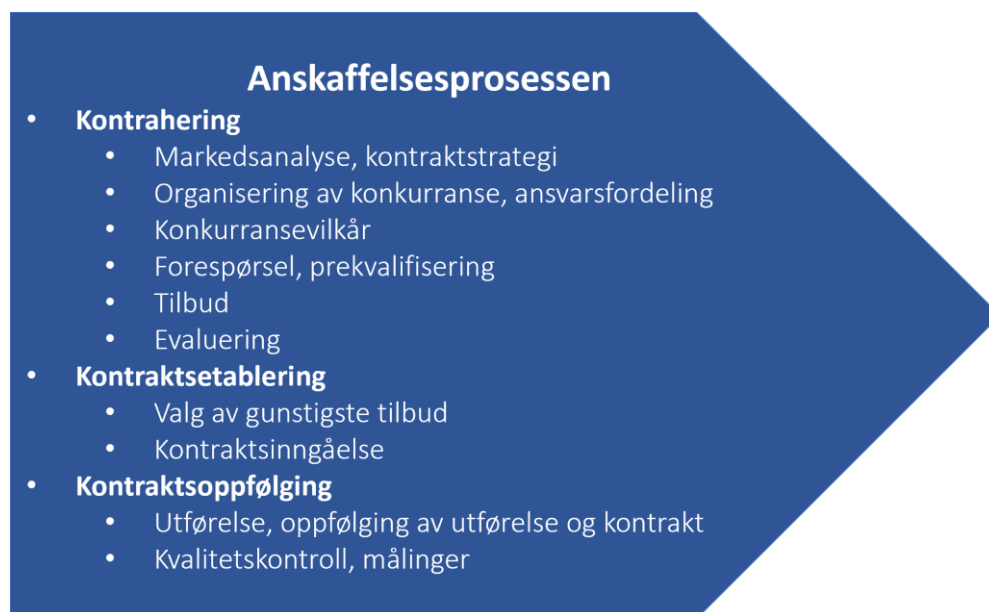 Anskaffelsesprosessen
• Kontrahering
• Markedsanalyse, kontraktstrategi
• Organisering av konkurranse, ansvarsfordeling
• Konkurransevilkår
• Forespørsel, prekvalifisering
• Tilbud
• Evaluering
• Kontraktsetablering
• Valg av gunstigste tilbud
• Kontraktsinngåelse
• Kontraktsoppfølging
• Utførelse, oppfølging av utførelse og kontrakt
• Kvalitetskontroll, målinger